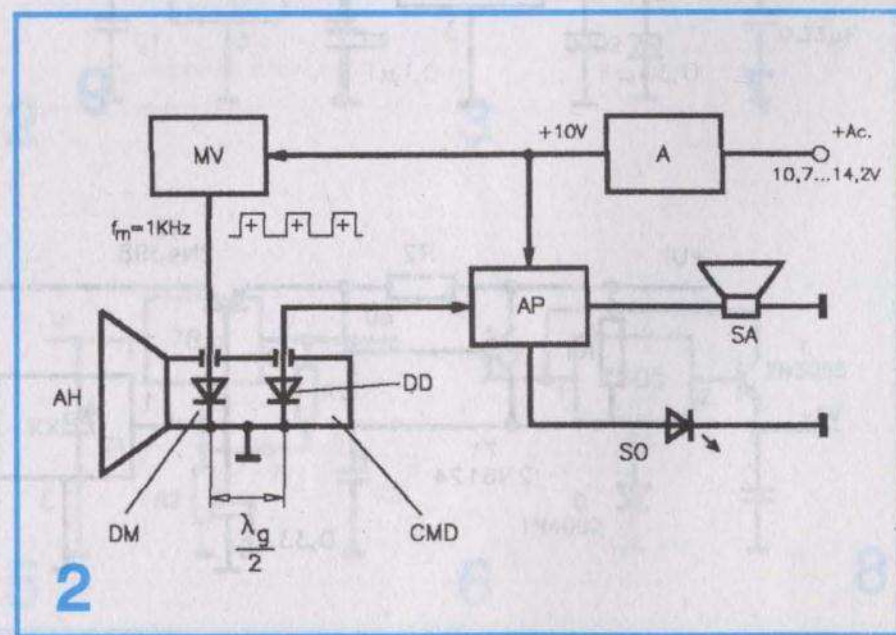 MV
+10V
A
+Ac.
10,7...14,2V
fm=1KHz
+ + +
AP
SA
AH
DD
SO
DM
λg
2
CMD
2